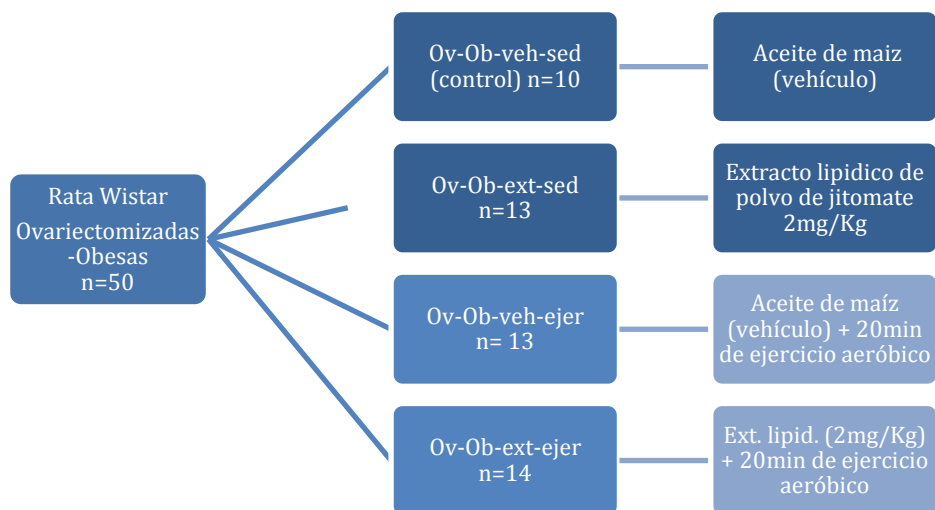 Rata Wistar
Ovariectomizadas
-Obesas
n=50
Ov-Ob-veh-sed
(control) n=10
Aceite de maiz
(vehículo)
Ov-Ob-ext-sed
n=13
Extracto lipidico de
polvo de jitomate
2mg/Kg
Ov-Ob-veh-ejer
n= 13
Aceite de maíz
(vehículo) + 20min
de ejercicio aeróbico
Ov-Ob-ext-ejer
n=14
Ext. lipid. (2mg/Kg)
+ 20min de ejercicio
aeróbico